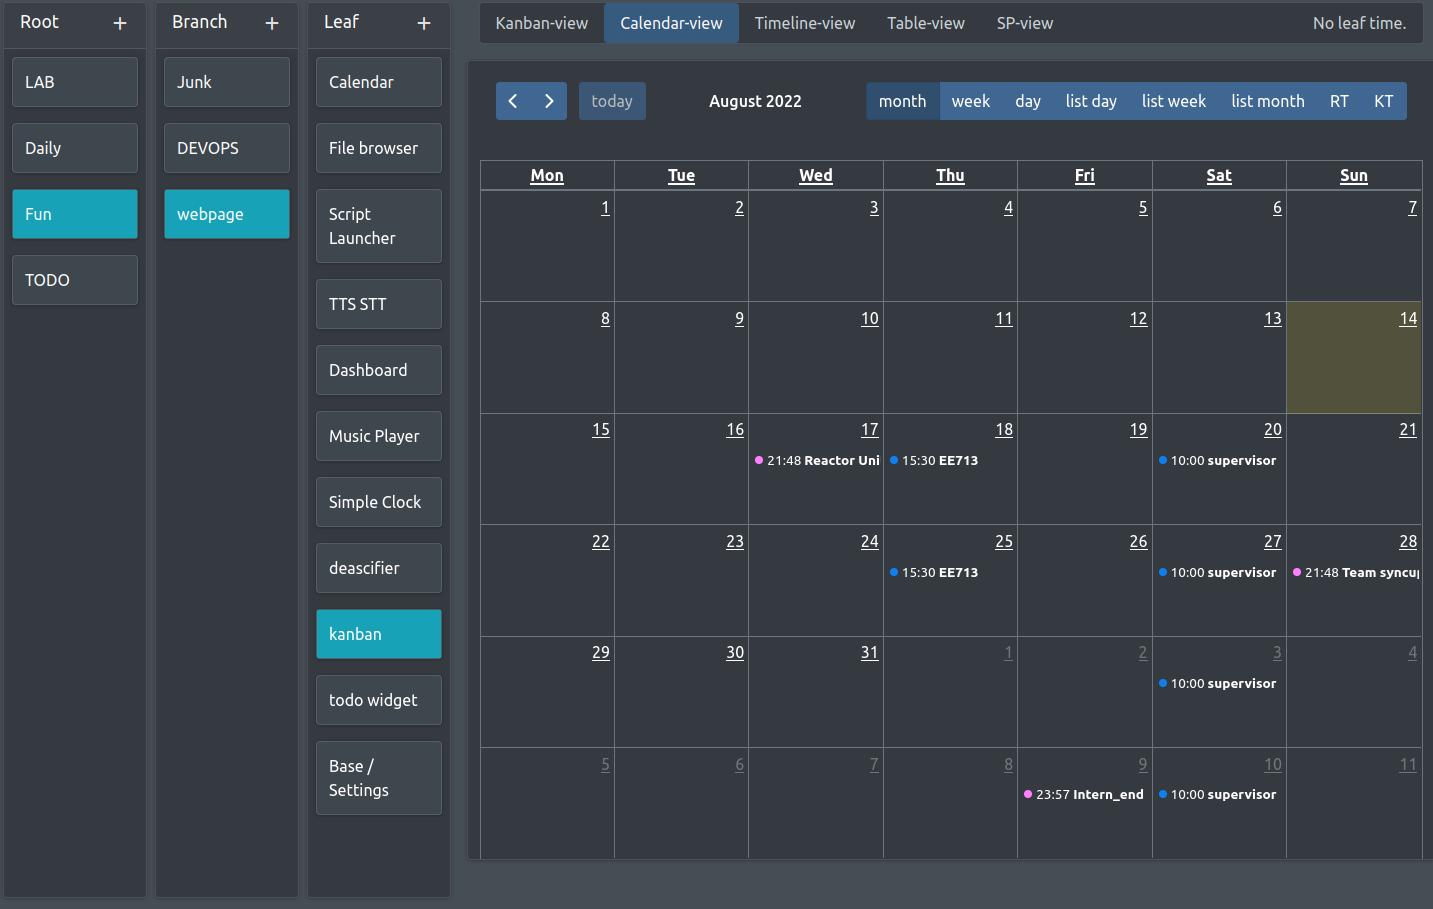 Root +
LAB
Daily
Fun
TODO
Branch +
Junk
DEVOPS
webpage
Leaf +
Calendar
File browser
Script
Launcher
TTS STT
Dashboard
Music Player
Simple Clock
deascifier
kanban
todo widget
Base /
Settings
Kanban-view Calendar-view Timeline-view Table-view SP-view No leaf time.
today August 2022 month week day list day list week list month RT KT
Mon Tue Wed Thu Fri Sat Sun
1 2 3 4 5 6 7
8 9 10 11 12 13 14
15 16 17 18 19 20 21
21:48 Reactor Uni 15:30 EE713 10:00 supervisor
22 23 24 25 26 27 28
15:30 EE713 10:00 supervisor 21:48 Team syncu
29 30 31 1 2 3 4
10:00 supervisor
5 6 7 8 9 10 11
23:57 Intern_end 10:00 supervisor